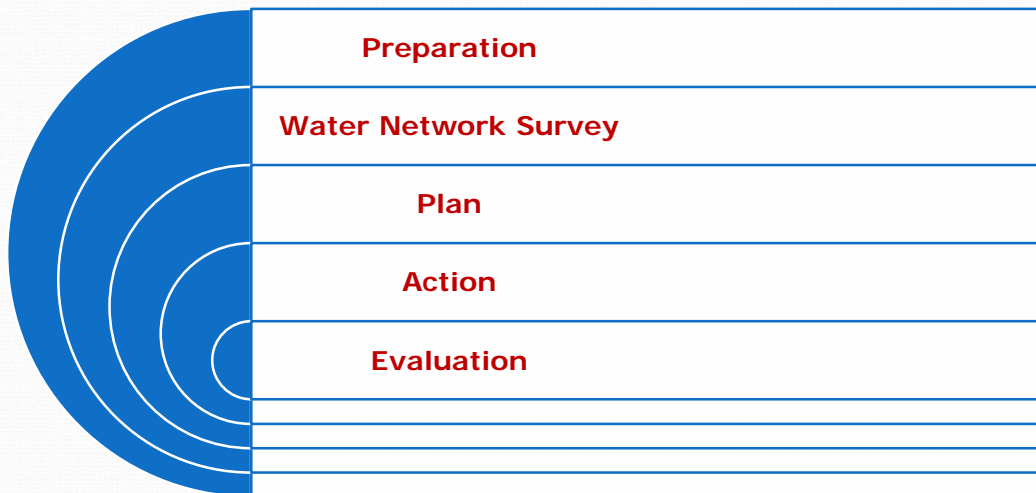 Preparation
Water Network Survey
Plan
Action
Evaluation